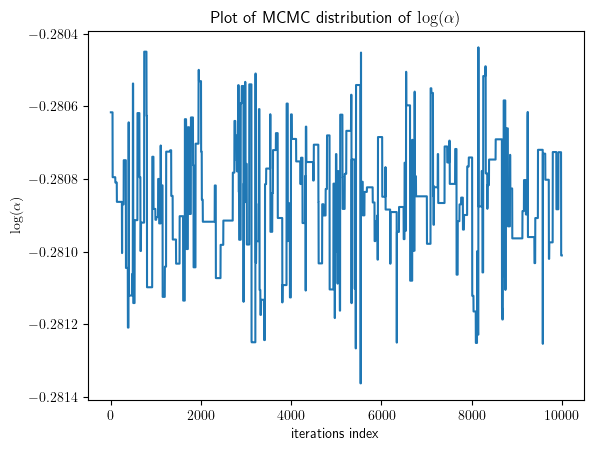 Plot of MCMC distribution of log(α)
−0.2804
−0.2806
−0.2808
−0.2810
−0.2812
−0.2814
log(α)
0 2000 4000 6000 8000 10000
iterations index